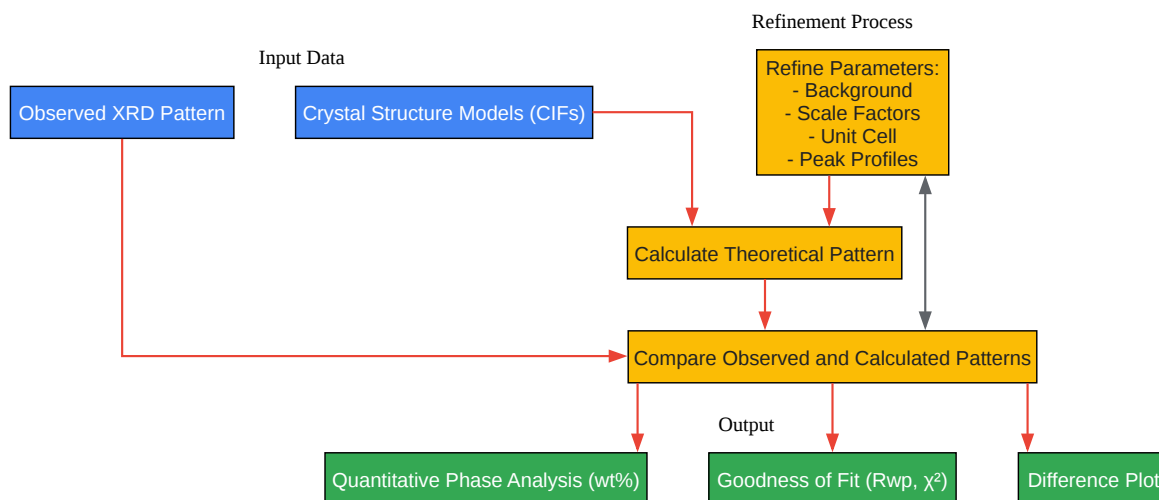 Refinement Process
Input Data
Observed XRD Pattern
Crystal Structure Models (CIFs)
Refine Parameters:
- Background
- Scale Factors
- Unit Cell
- Peak Profiles
Calculate Theoretical Pattern
Compare Observed and Calculated Patterns
Output
Quantitative Phase Analysis (wt%)
Goodness of Fit (Rwp, χ²)
Difference Plot